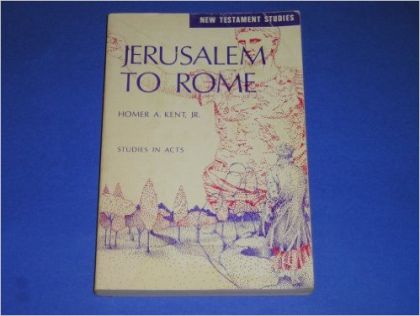 NEW TESTAMENT STUDIES
JERUSALEM
TO ROME
HOMER A. KENT, JR.
STUDIES IN ACTS